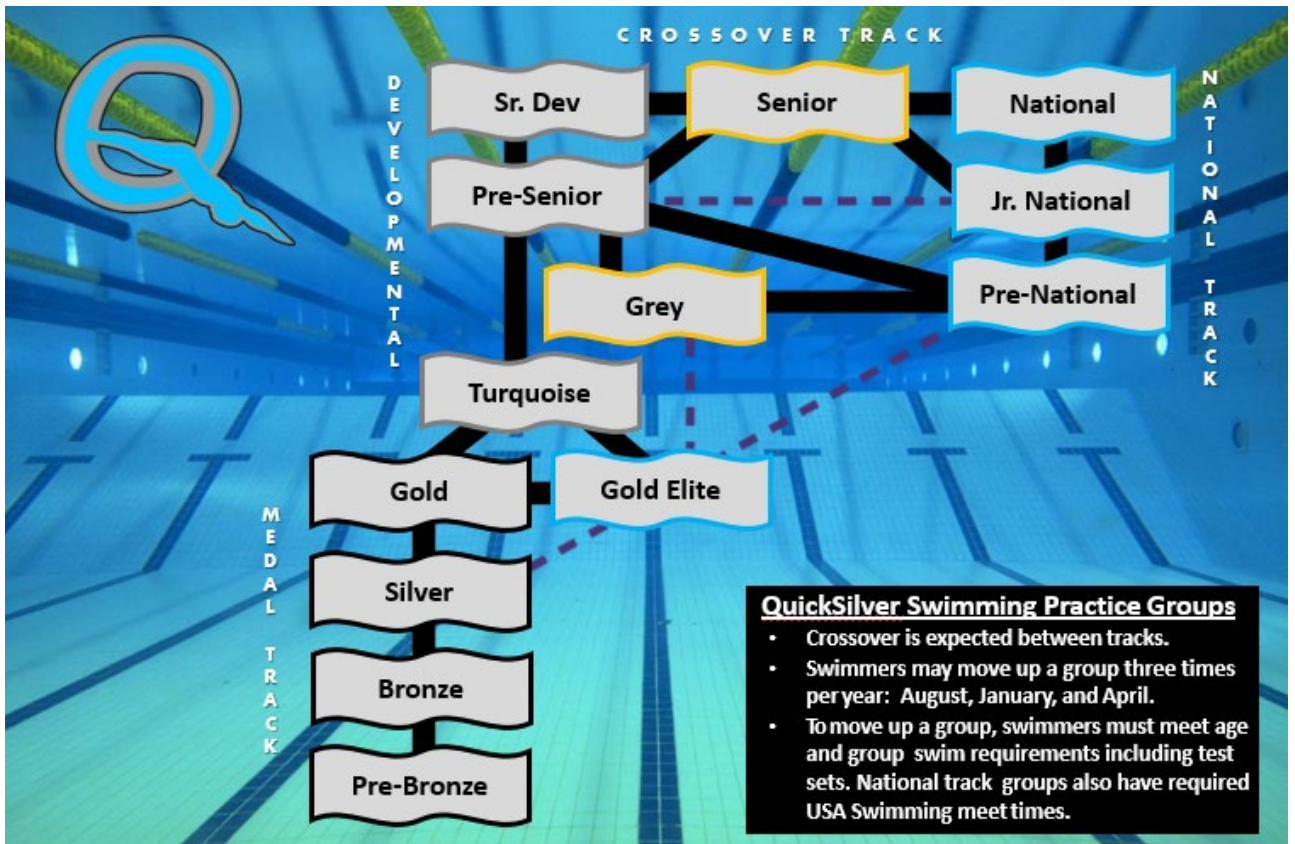 CROSSOVER TRACK
DEVELOPMENTAL
NATIONAL TRACK
Sr. Dev
Senior
National
Pre-Senior
Jr. National
Grey
Pre-National
Turquoise
Gold
Gold Elite
MEDAL TRACK
Silver
Bronze
Pre-Bronze
QuickSilver Swimming Practice Groups
• Crossover is expected between tracks.
• Swimmers may move up a group three times
per year: August, January, and April.
• To move up a group, swimmers must meet age
and group swim requirements including test
sets. National track groups also have required
USA Swimming meet times.